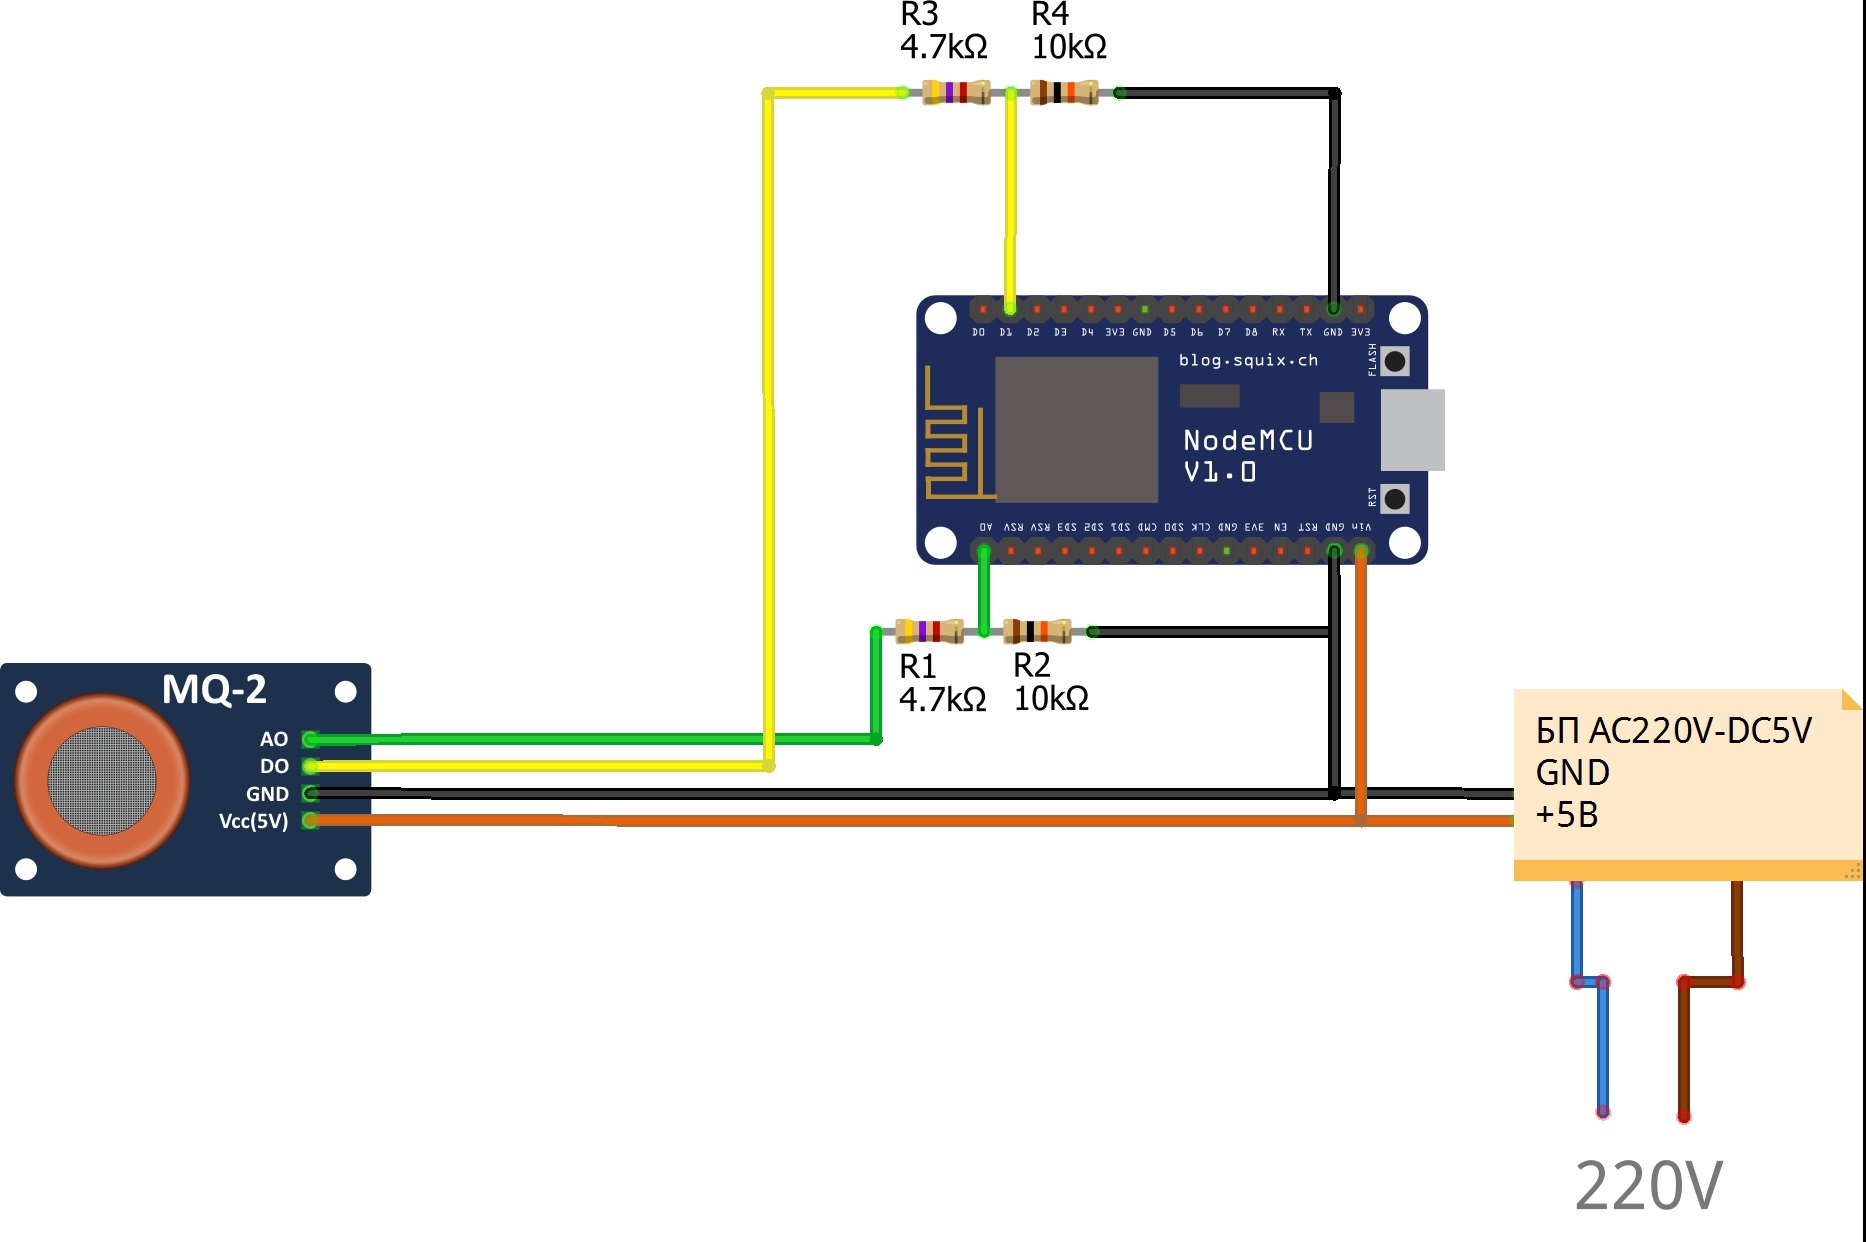 R3
4.7kΩ
R4
10kΩ
D0 D1 D2 D3 D4 3V3 GND D5 D6 D7 D8 RX TX GND 3V3
FLASH
blog.squix.ch
NodeMCU
V1.0
RST
A0 RSV RSV SD3 SD2 SD1 CMD SD0 CLK GND 3V3 EN RST GND Vin
R1
4.7kΩ
R2
10kΩ
MQ-2
AO
DO
GND
Vcc(5V)
БП AC220V-DC5V
GND
+5В
220V